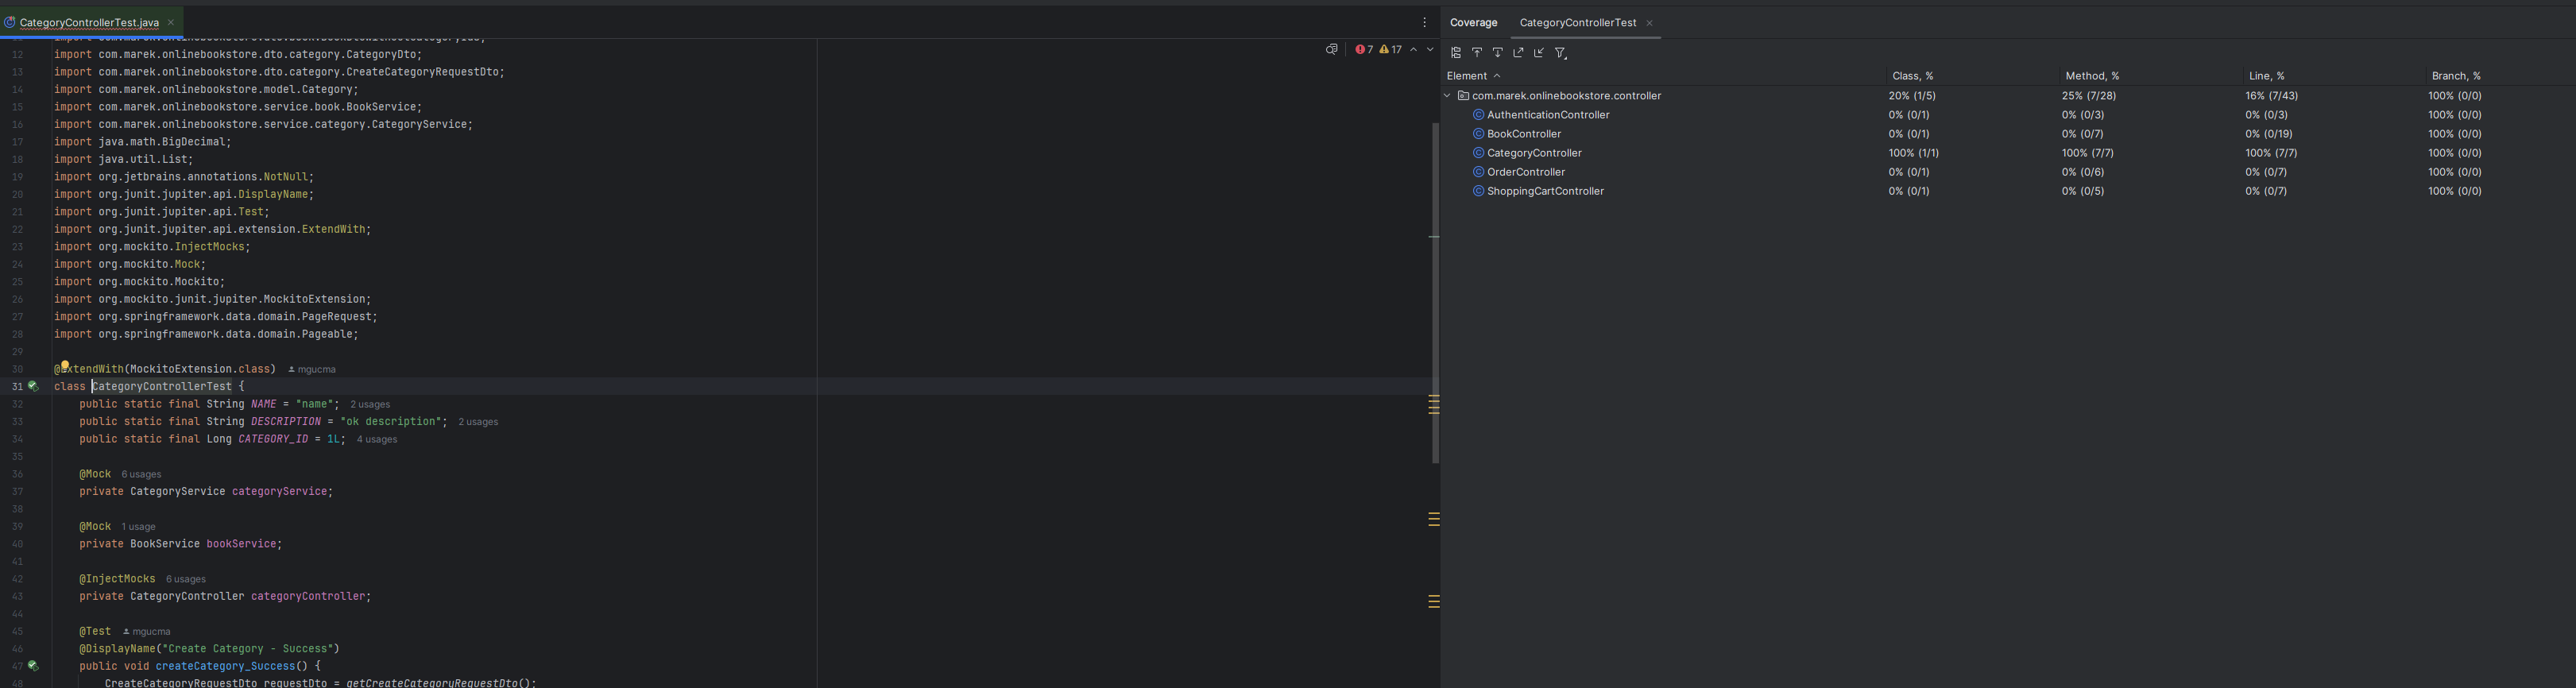 CategoryControllerTest.java
12 import com.marek.onlinebookstore.dto.category.CategoryDto;
13 import com.marek.onlinebookstore.dto.category.CreateCategoryRequestDto;
14 import com.marek.onlinebookstore.model.Category;
15 import com.marek.onlinebookstore.service.book.BookService;
16 import com.marek.onlinebookstore.service.category.CategoryService;
17 import java.math.BigDecimal;
18 import java.util.List;
19 import org.jetbrains.annotations.NotNull;
20 import org.junit.jupiter.api.DisplayName;
21 import org.junit.jupiter.api.Test;
22 import org.junit.jupiter.api.extension.ExtendWith;
23 import org.mockito.InjectMocks;
24 import org.mockito.Mock;
25 import org.mockito.Mockito;
26 import org.mockito.junit.jupiter.MockitoExtension;
27 import org.springframework.data.domain.PageRequest;
28 import org.springframework.data.domain.Pageable;
29
30 @ExtendWith(MockitoExtension.class) mgucma
31 class CategoryControllerTest {
32 public static final String NAME = "name"; 2 usages
33 public static final String DESCRIPTION = "ok description"; 2 usages
34 public static final Long CATEGORY_ID = 1L; 4 usages
35
36 @Mock 6 usages
37 private CategoryService categoryService;
38
39 @Mock 1 usage
40 private BookService bookService;
41
42 @InjectMocks 6 usages
43 private CategoryController categoryController;
44
45 @Test mgucma
46 @DisplayName("Create Category - Success")
47 public void createCategory_Success() {
48 CreateCategoryRequestDto requestDto = getCreateCategoryRequestDto();
7 17
Coverage CategoryControllerTest
Element Class, % Method, % Line, % Branch, %
com.marek.onlinebookstore.controller 20% (1/5) 25% (7/28) 16% (7/43) 100% (0/0)
AuthenticationController 0% (0/1) 0% (0/3) 0% (0/3) 100% (0/0)
BookController 0% (0/1) 0% (0/7) 0% (0/19) 100% (0/0)
CategoryController 100% (1/1) 100% (7/7) 100% (7/7) 100% (0/0)
OrderController 0% (0/1) 0% (0/6) 0% (0/7) 100% (0/0)
ShoppingCartController 0% (0/1) 0% (0/5) 0% (0/7) 100% (0/0)